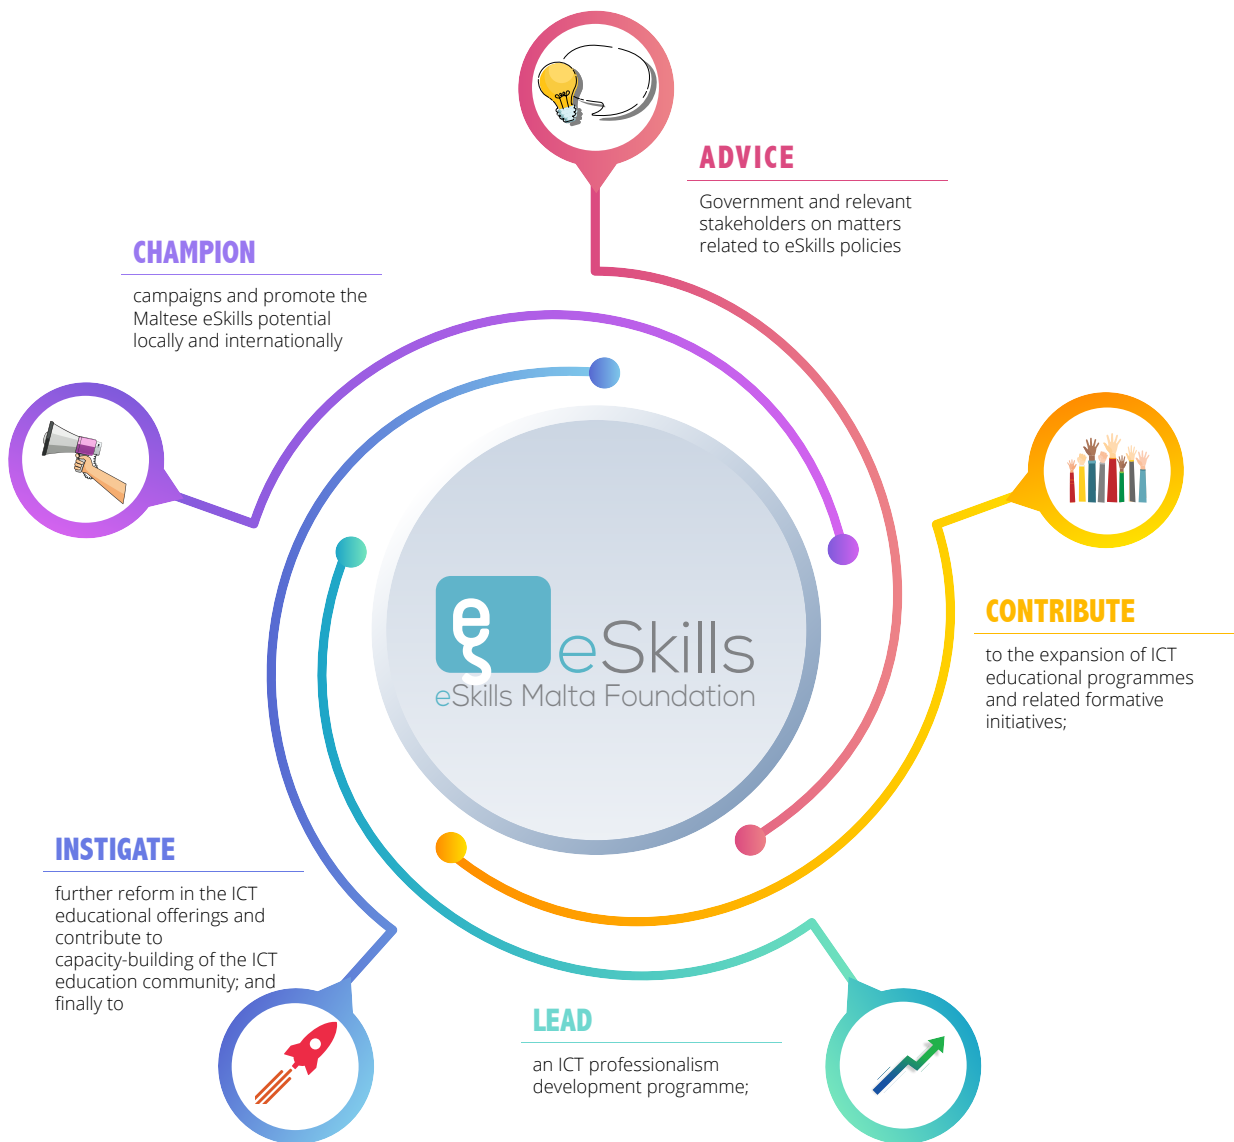 ADVICE
Government and relevant
stakeholders on matters
related to eSkills policies
CHAMPION
campaigns and promote the
Maltese eSkills potential
locally and internationally
CONTRIBUTE
to the expansion of ICT
educational programmes
and related formative
initiatives;
es
eSkills
eSkills Malta Foundation
INSTIGATE
further reform in the ICT
educational offerings and
contribute to
capacity-building of the ICT
education community; and
finally to
LEAD
an ICT professionalism
development programme;